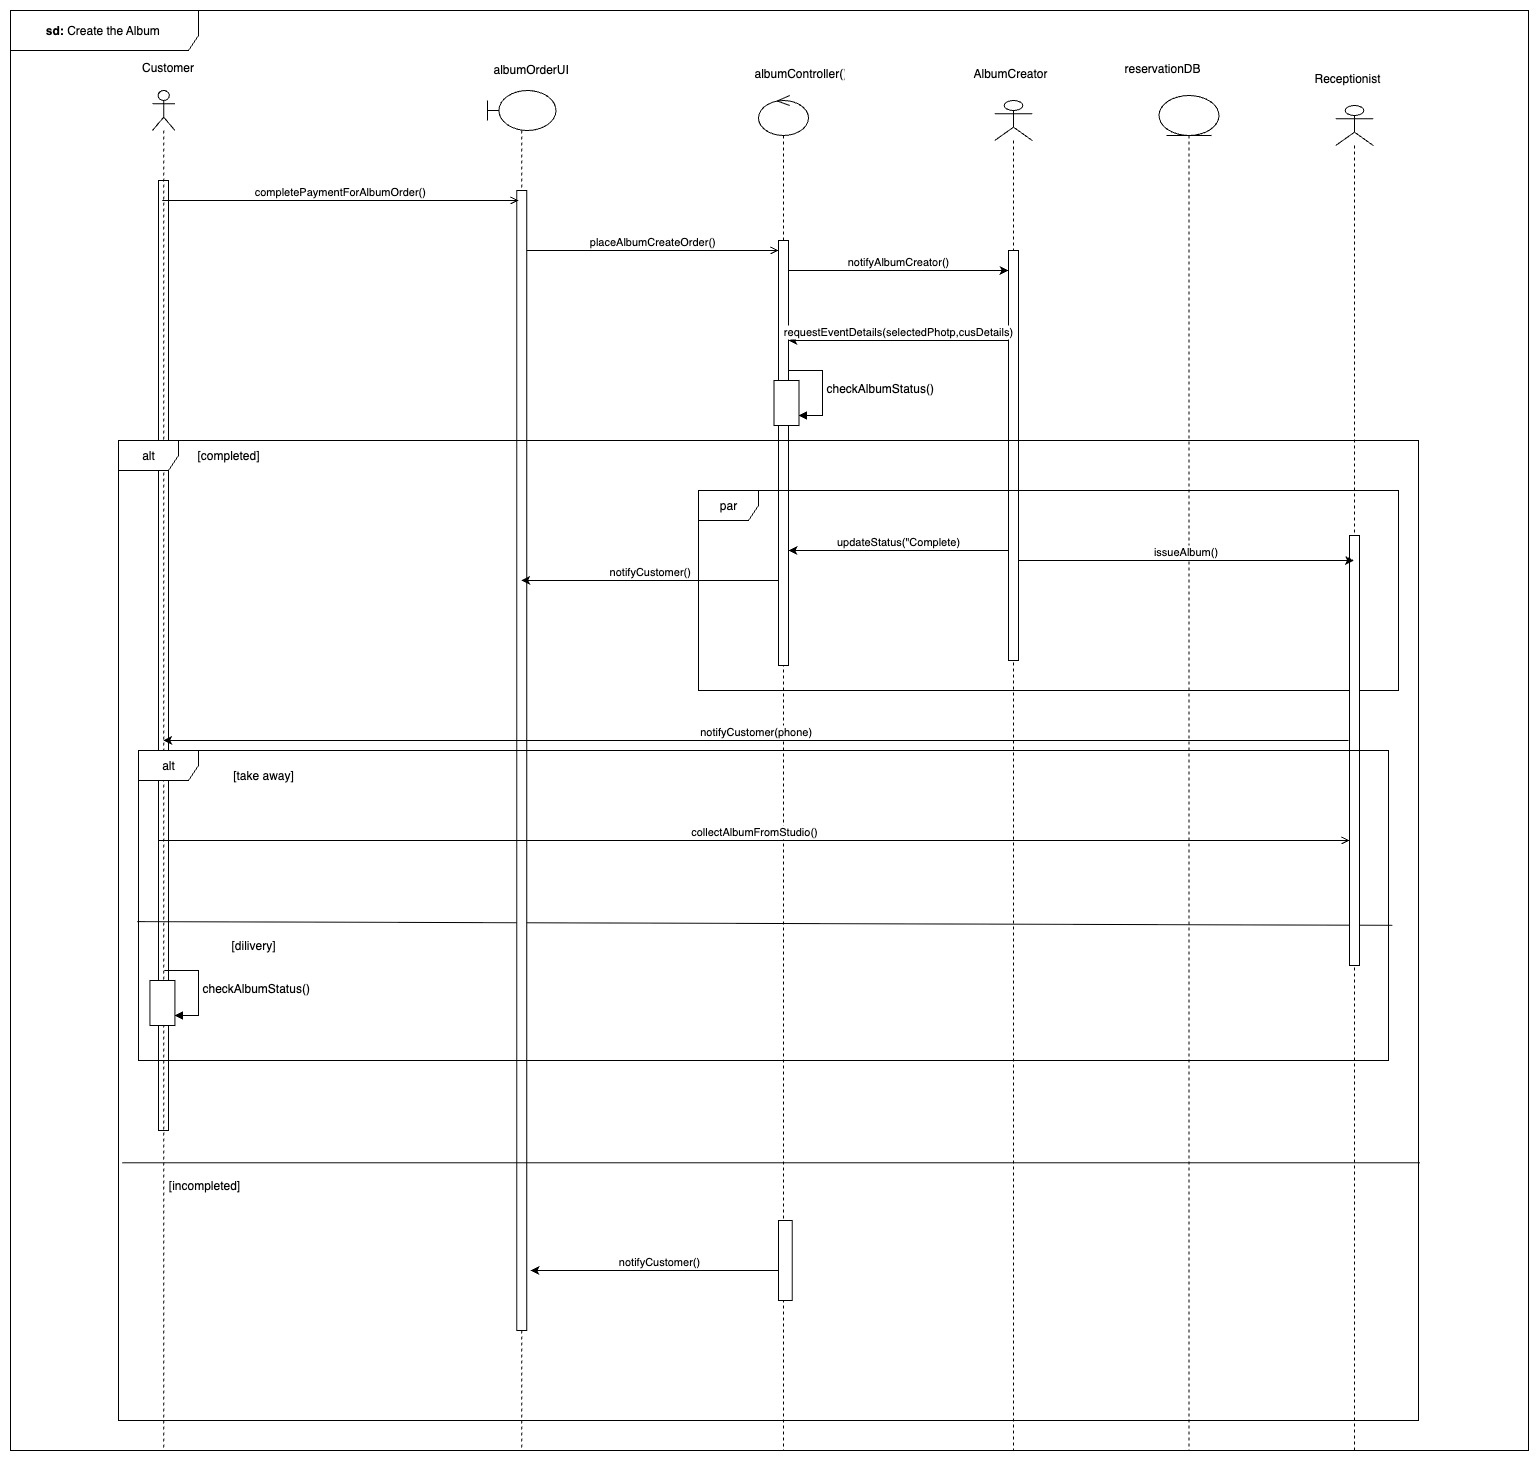 sd: Create the Album
Customer
albumOrderUI
albumController()
AlbumCreator
reservationDB
Receptionist
completePaymentForAlbumOrder()
placeAlbumCreateOrder()
notifyAlbumCreator()
requestEventDetails(selectedPhotp,cusDetails)
checkAlbumStatus()
alt
[completed]
par
updateStatus("Complete)
issueAlbum()
notifyCustomer()
notifyCustomer(phone)
alt
[take away]
collectAlbumFromStudio()
[dilivery]
checkAlbumStatus()
[incompleted]
notifyCustomer()